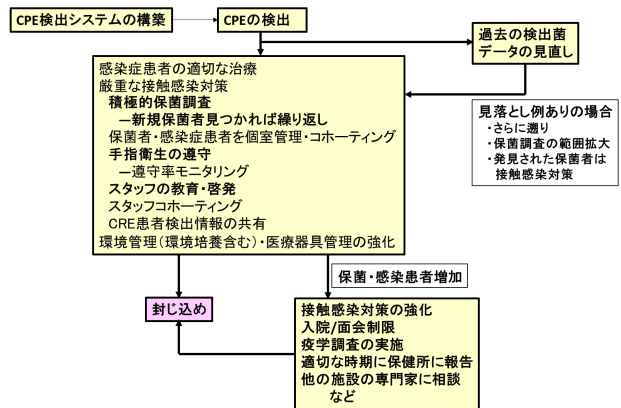 CPE検出システムの構築
CPEの検出
過去の検出菌
データの見直し
感染症患者の適切な治療
厳重な接触感染対策
積極的保菌調査
―新規保菌者見つかれば繰り返し
保菌者・感染症患者を個室管理・コホーティング
手指衛生の遵守
―遵守率モニタリング
スタッフの教育・啓発
スタッフコホーティング
CRE患者検出情報の共有
環境管理（環境培養含む）・医療器具管理の強化
見落とし例ありの場合
・さらに遡り
・保菌調査の範囲拡大
・発見された保菌者は
接触感染対策
保菌・感染患者増加
封じ込め
接触感染対策の強化
入院/面会制限
疫学調査の実施
適切な時期に保健所に報告
他の施設の専門家に相談
など